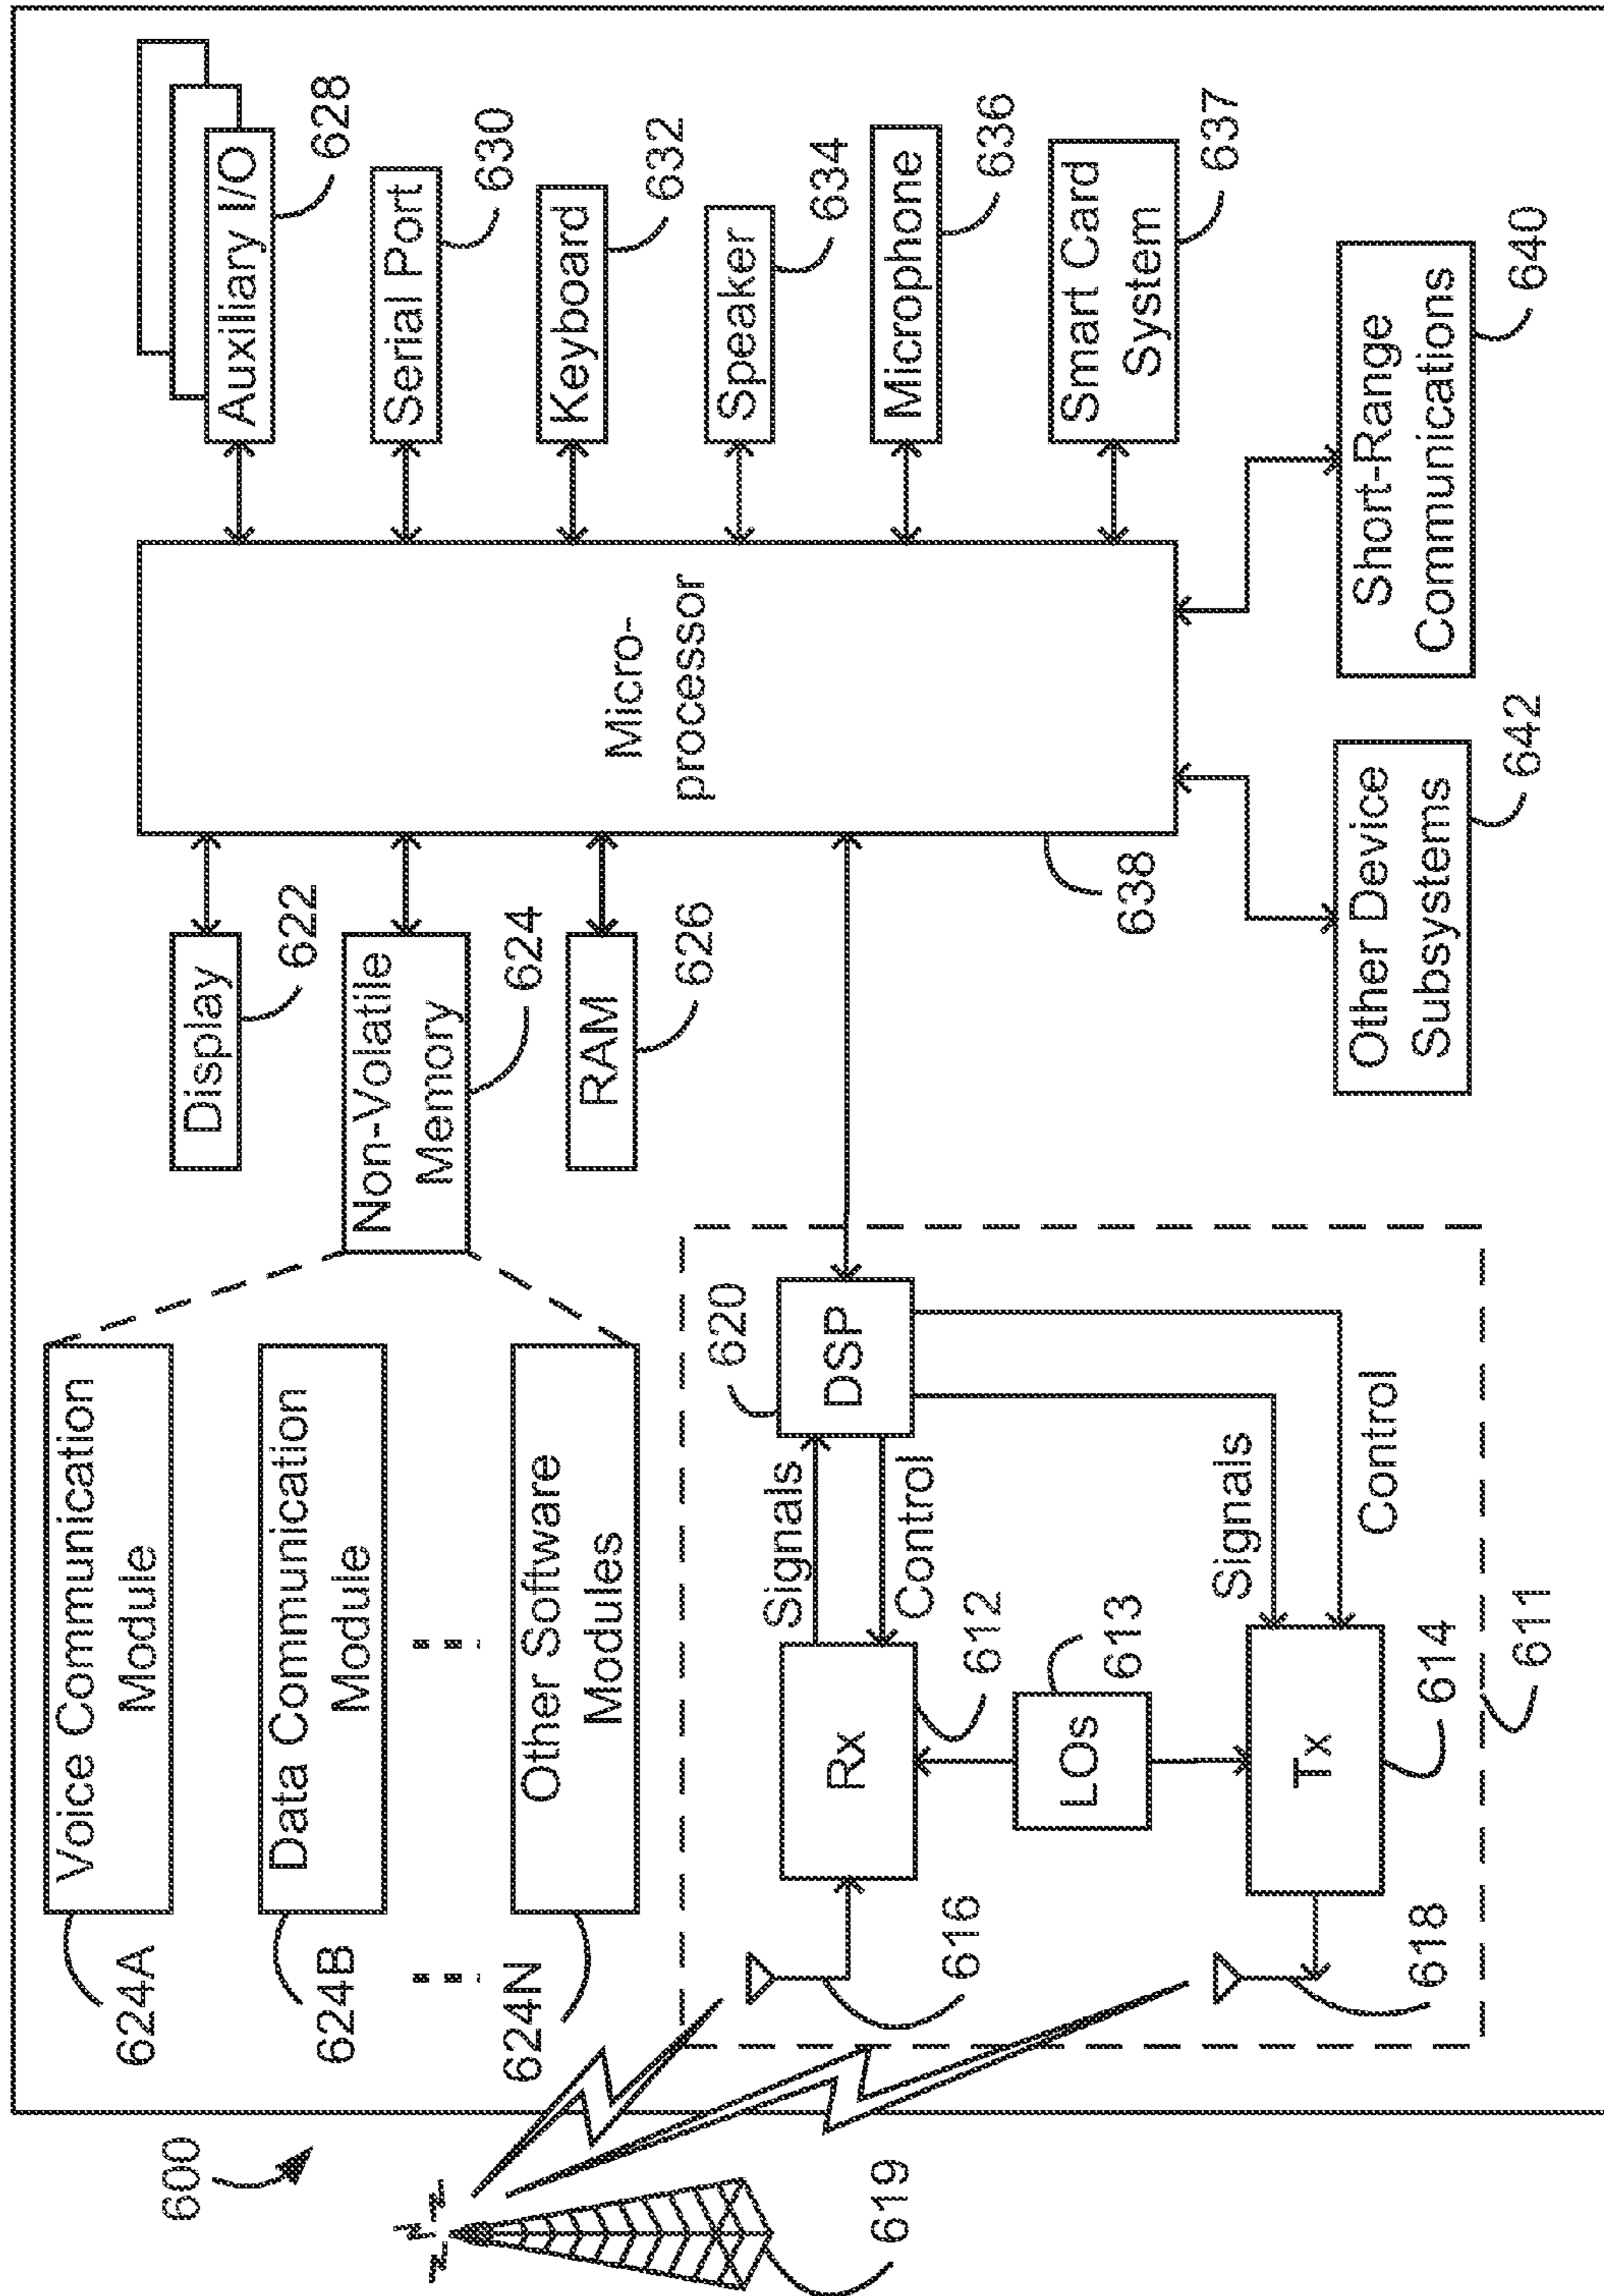 600
619
Voice Communication
Module
624A
Data Communication
Module
624B
Other Software
Modules
624N
Display
622
Non-Volatile
Memory
624
RAM
626
Micro-
processor
638
Auxiliary I/O
628
Serial Port
630
Keyboard
632
Speaker
634
Microphone
636
Smart Card
System
637
Short-Range
Communications
640
Other Device
Subsystems
642
620
DSP
Signals
Control
Rx
612
616
LOs
613
Signals
Control
Tx
614
618
611